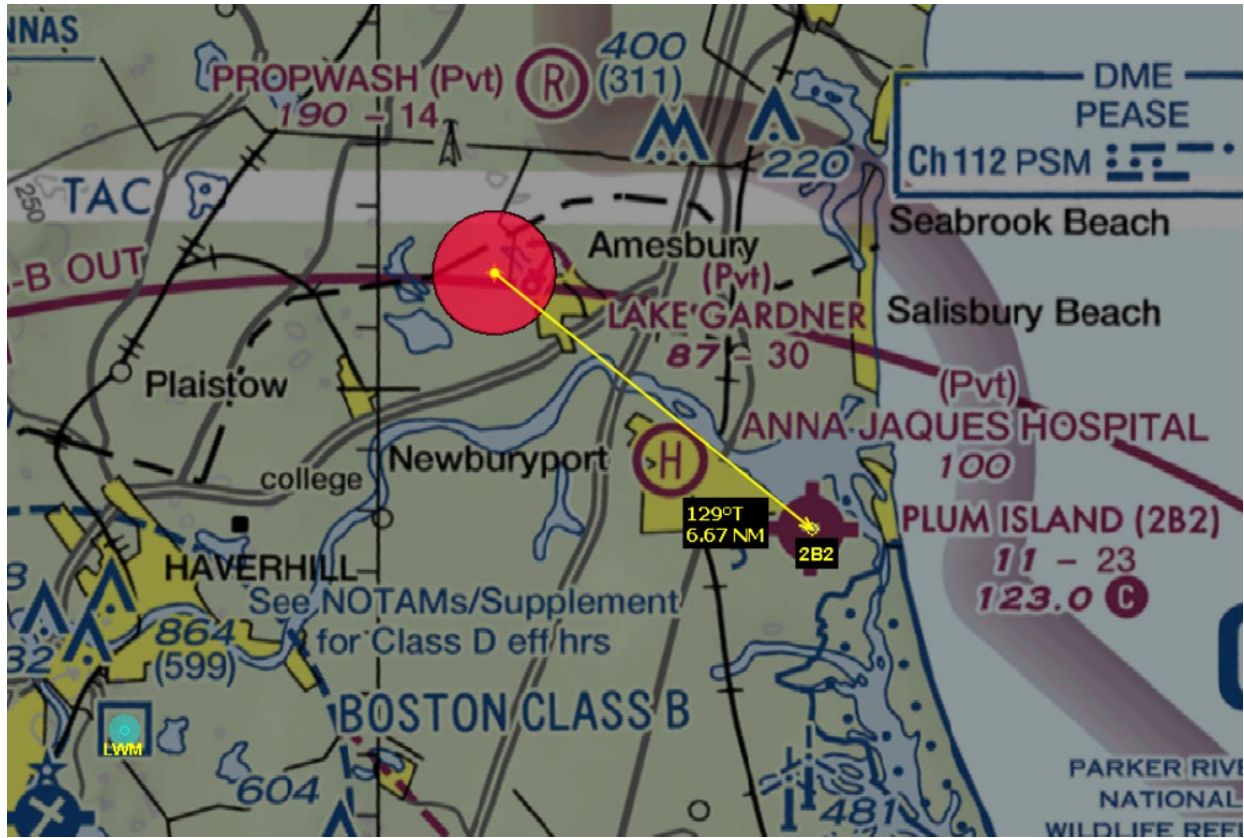 NNAS
PROPWASH (Pvt)
190 - 14
R
400
(311)
220
DME
PEASE
Ch 112 PSM
250
TAC
Seabrook Beach
-B OUT
Amesbury
(Pvt)
LAKE GARDNER
87 - 30
Salisbury Beach
Plaistow
(Pvt)
ANNA JAQUES HOSPITAL
100
Newburyport
H
college
129°T
6.67 NM
2B2
PLUM ISLAND (2B2)
11 - 23
123.0 C
HAVERHILL
See NOTAMs/Supplement
for Class D eff hrs
864
(599)
32
BOSTON CLASS B
LWM
604
481
PARKER RIVE
NATIONAL
WILDLIFE REF